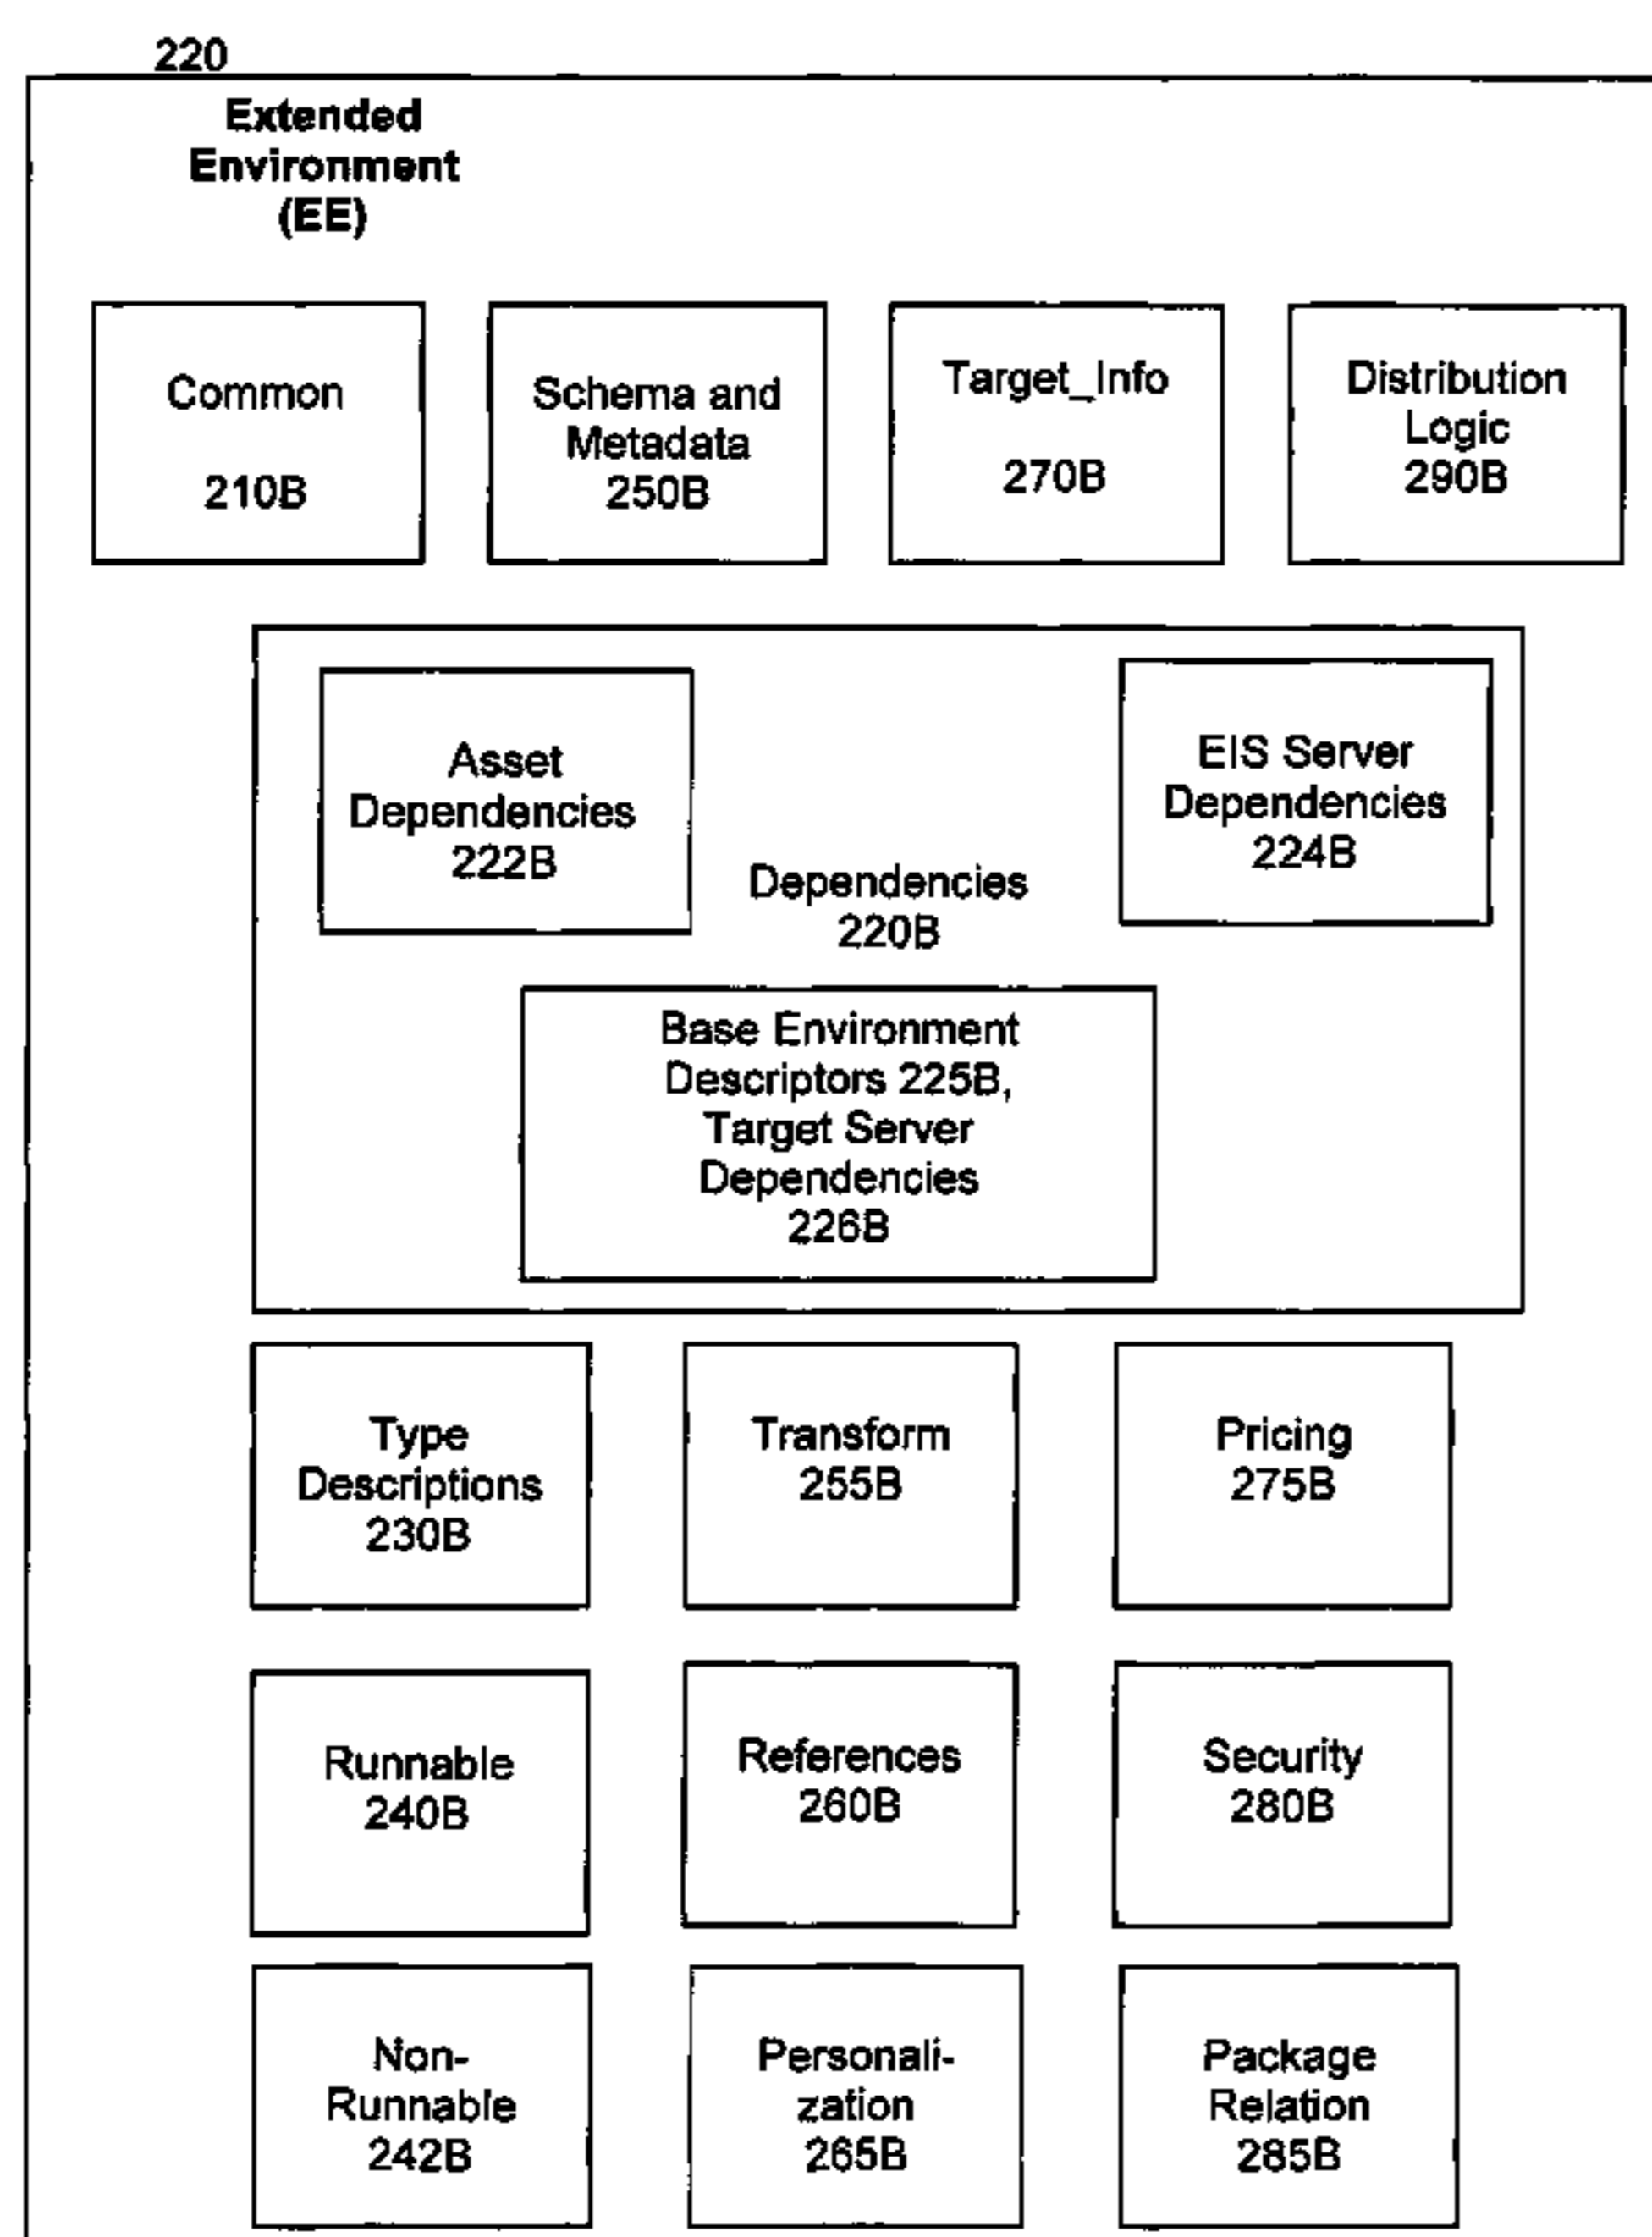 220
Extended
Environment
(EE)
Common
210B
Schema and
Metadata
250B
Target_Info
270B
Distribution
Logic
290B
Asset
Dependencies
222B
EIS Server
Dependencies
224B
Dependencies
220B
Base Environment
Descriptors 225B,
Target Server
Dependencies
226B
Type
Descriptions
230B
Transform
255B
Pricing
275B
Runnable
240B
References
260B
Security
280B
Non-
Runnable
242B
Personali-
zation
265B
Package
Relation
285B